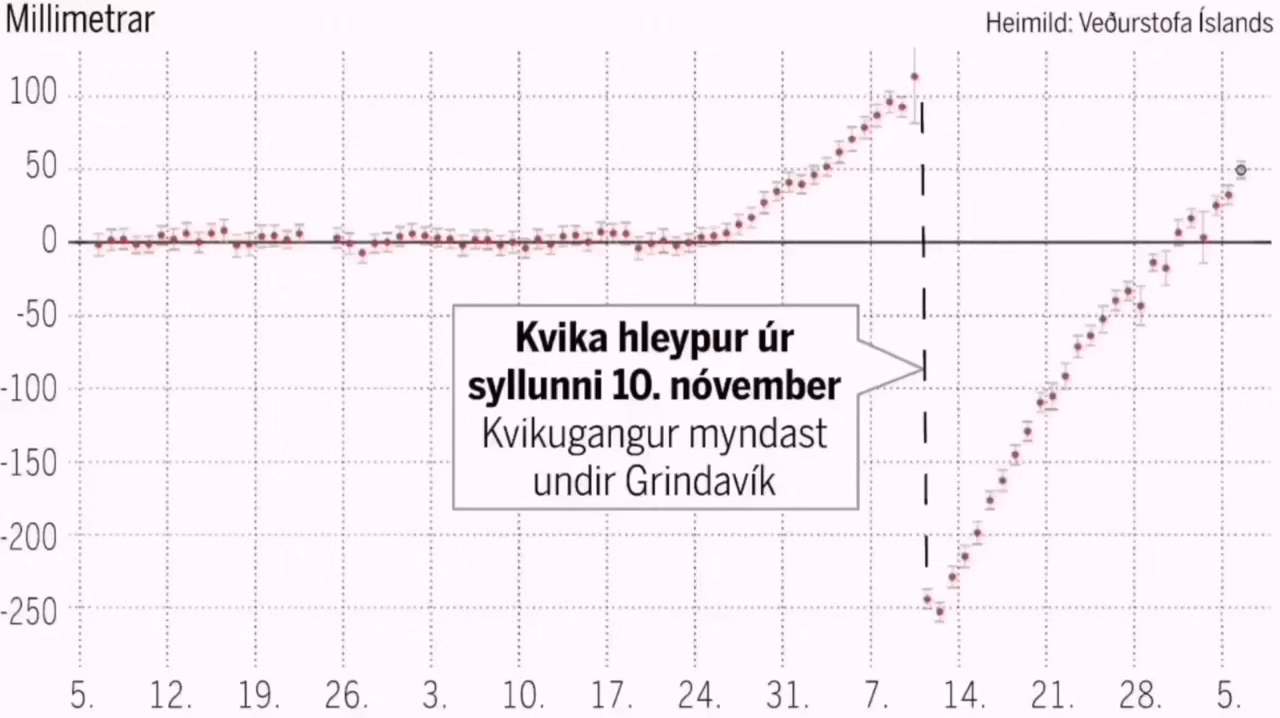 Millimetrar
Heimild: Veðurstofa Íslands
100
50
0
-50
-100
-150
-200
-250
Kvika hleypur úr
syllunni 10. nóvember
Kvikugangur myndast
undir Grindavík
5. 12. 19. 26. 3. 10. 17. 24. 31. 7. 14. 21. 28. 5.